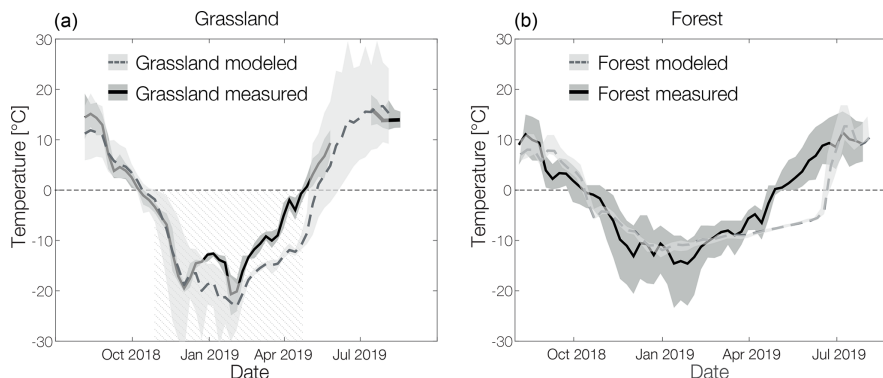 (a) Grassland
30
20
10
0
-10
-20
-30
Temperature [°C]
Grassland modeled
Grassland measured
Oct 2018 Jan 2019 Apr 2019 Jul 2019
Date
(b) Forest
30
20
10
0
-10
-20
-30
Temperature [°C]
Forest modeled
Forest measured
Oct 2018 Jan 2019 Apr 2019 Jul 2019
Date